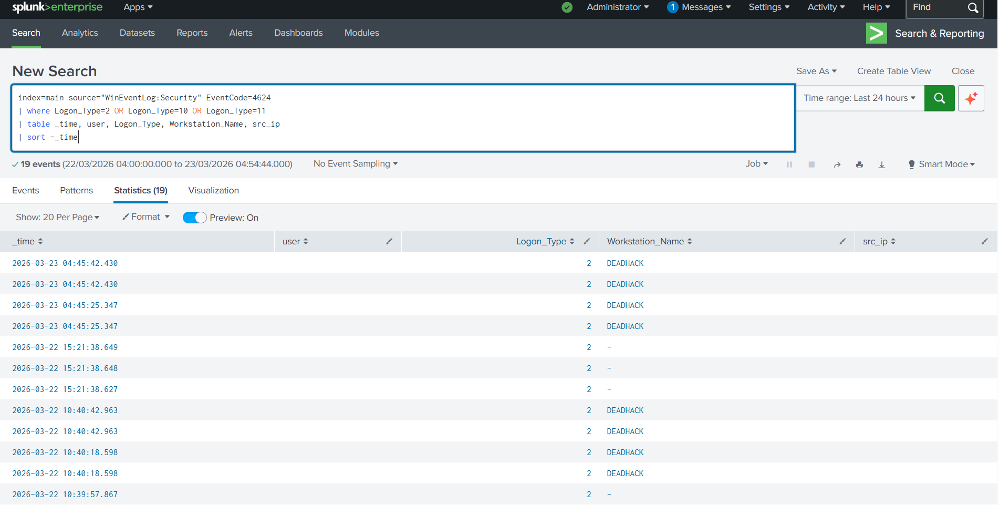 splunk>enterprise Apps Administrator 1 Messages Settings Activity Help Find
Search Analytics Datasets Reports Alerts Dashboards Modules > Search & Reporting
New Search Save As Create Table View Close
index=main source="WinEventLog:Security" EventCode=4624
| where Logon_Type=2 OR Logon_Type=10 OR Logon_Type=11
| table _time, user, Logon_Type, Workstation_Name, src_ip
| sort -_time
Time range: Last 24 hours
19 events (22/03/2026 04:00:00.000 to 23/03/2026 04:54:44.000) No Event Sampling Job Smart Mode
Events Patterns Statistics (19) Visualization
Show: 20 Per Page Format Preview: On
_time user Logon_Type Workstation_Name src_ip
2026-03-23 04:45:42.430 2 DEADHACK
2026-03-23 04:45:42.430 2 DEADHACK
2026-03-23 04:45:25.347 2 DEADHACK
2026-03-23 04:45:25.347 2 DEADHACK
2026-03-22 15:21:38.649 2 -
2026-03-22 15:21:38.648 2 -
2026-03-22 15:21:38.627 2 -
2026-03-22 10:40:42.963 2 DEADHACK
2026-03-22 10:40:42.963 2 DEADHACK
2026-03-22 10:40:18.598 2 DEADHACK
2026-03-22 10:40:18.598 2 DEADHACK
2026-03-22 10:39:57.867 2 -